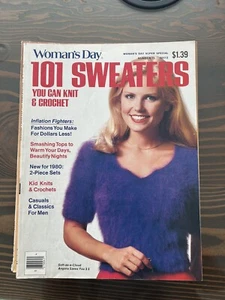 Woman's Day
WOMAN'S DAY SUPER SPECIAL
$1.39
101 SWEATERS
YOU CAN KNIT
& CROCHET
Inflation Fighters:
Fashions You Make
For Dollars Less!
Smashing Tops to
Warm Your Days,
Beautify Nights
New for 1980:
2-Piece Sets
Kid Knits
& Crochets
Casuals
& Classics
For Men